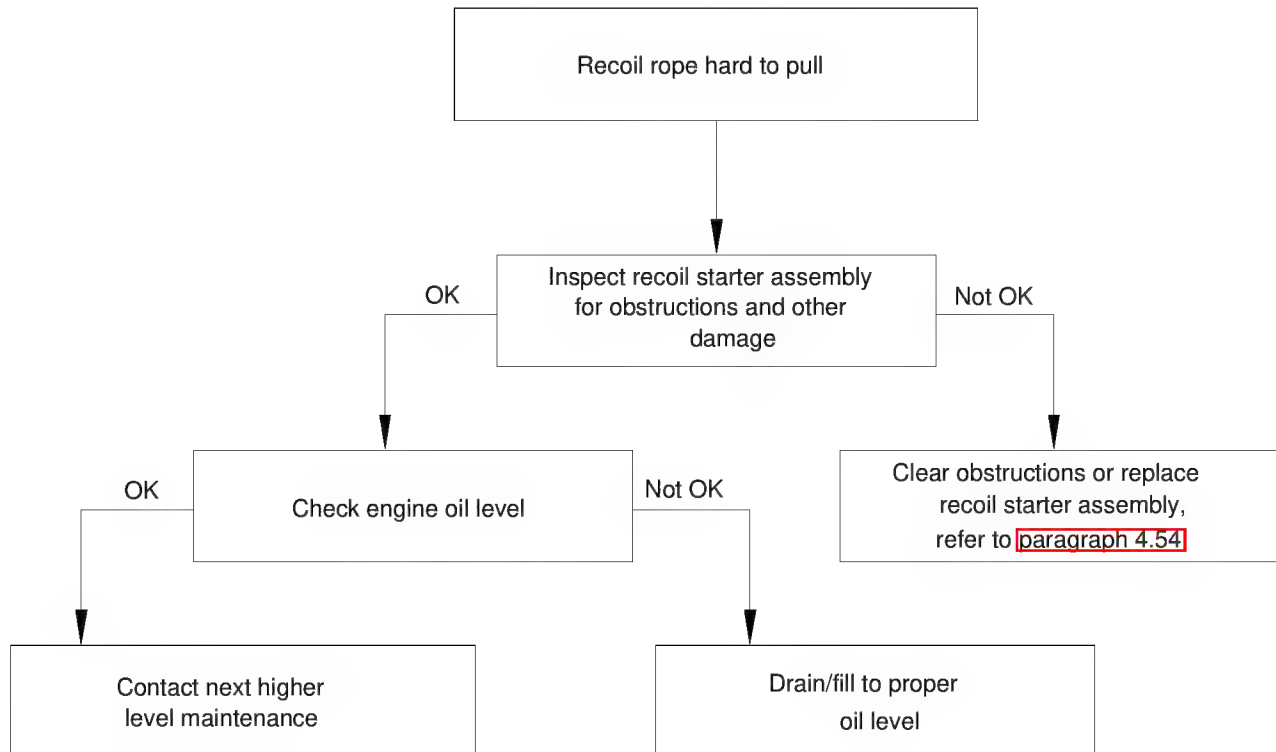 Recoil rope hard to pull
Inspect recoil starter assembly
for obstructions and other
damage
OK
Not OK
Check engine oil level
OK
Not OK
Clear obstructions or replace
recoil starter assembly,
refer to paragraph 4.54
Contact next higher
level maintenance
Drain/fill to proper
oil level